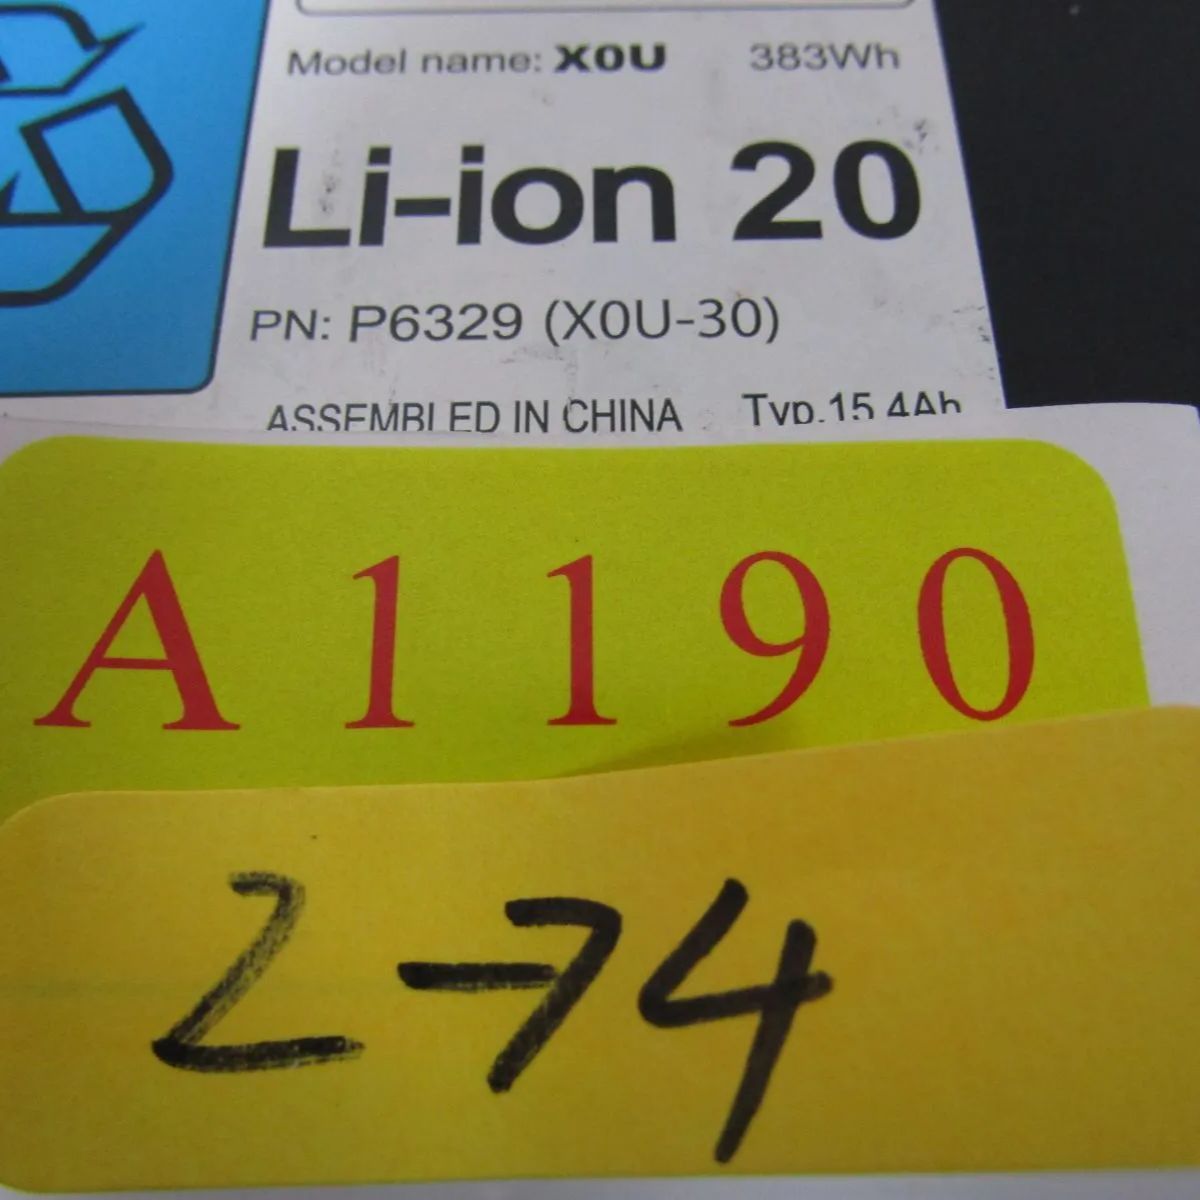 Model name: X0U 383Wh
Li-ion 20
PN: P6329 (X0U-30)
ASSEMBLED IN CHINA Typ.15.4Ah
A1190
2-74